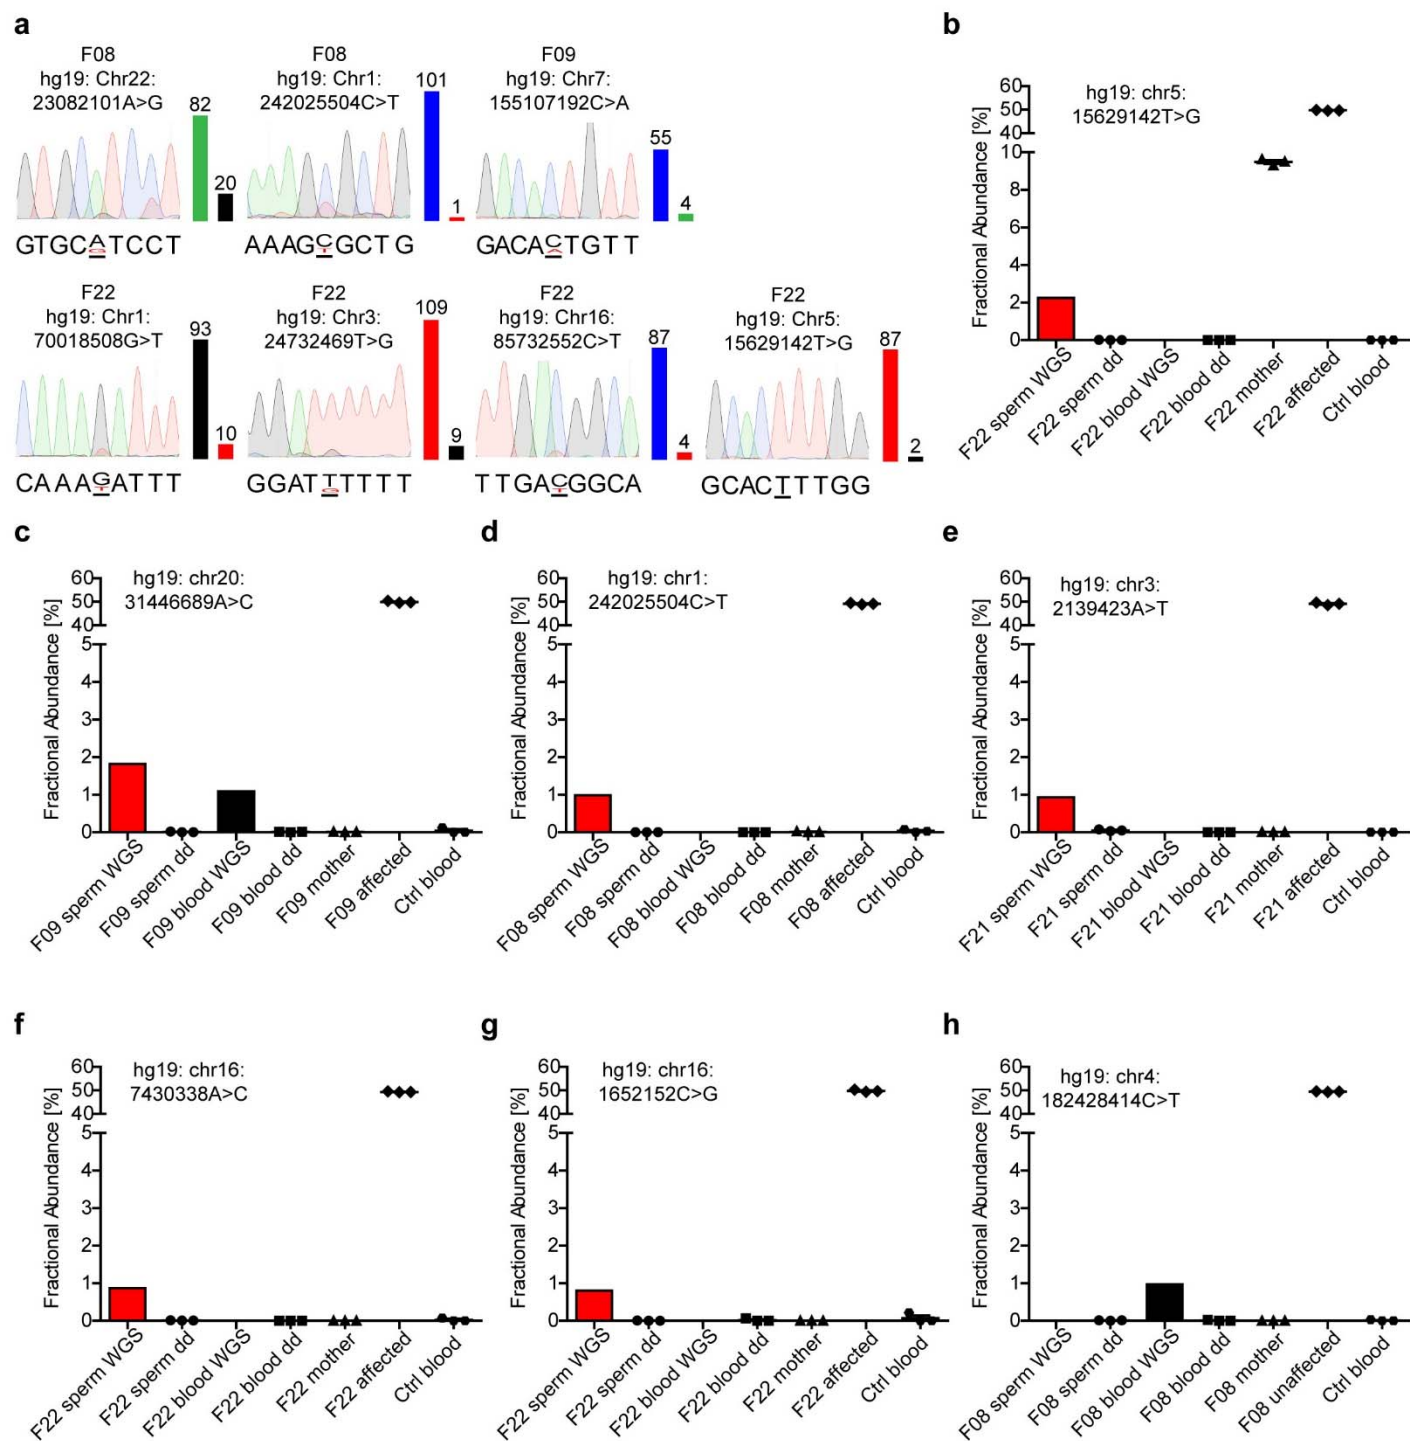 a
F08
hg19: Chr22:
23082101A>G
82
20
GTGCATCCT
G
F08
hg19: Chr1:
242025504C>T
101
1
AAAGCGCTG
T
F09
hg19: Chr7:
155107192C>A
55
4
GACACTGTT
A
F22
hg19: Chr1:
70018508G>T
93
10
CAAAGATTT
T
F22
hg19: Chr3:
24732469T>G
109
9
GGATTTTTT
G
F22
hg19: Chr16:
85732552C>T
87
4
TTGACGGCA
T
F22
hg19: Chr5:
15629142T>G
87
2
GCACTTTGG
b
hg19: chr5:
15629142T>G
Fractional Abundance [%]
60
50
40
10
8
6
4
2
0
F22 sperm WGS
F22 sperm dd
F22 blood WGS
F22 blood dd
F22 mother
F22 affected
Ctrl blood
c
hg19: chr20:
31446689A>C
Fractional Abundance [%]
60
50
40
5
4
3
2
1
0
F09 sperm WGS
F09 sperm dd
F09 blood WGS
F09 blood dd
F09 mother
F09 affected
Ctrl blood
d
hg19: chr1:
242025504C>T
Fractional Abundance [%]
60
50
40
5
4
3
2
1
0
F08 sperm WGS
F08 sperm dd
F08 blood WGS
F08 blood dd
F08 mother
F08 affected
Ctrl blood
e
hg19: chr3:
2139423A>T
Fractional Abundance [%]
60
50
40
5
4
3
2
1
0
F21 sperm WGS
F21 sperm dd
F21 blood WGS
F21 blood dd
F21 mother
F21 affected
Ctrl blood
f
hg19: chr16:
7430338A>C
Fractional Abundance [%]
60
50
40
5
4
3
2
1
0
F22 sperm WGS
F22 sperm dd
F22 blood WGS
F22 blood dd
F22 mother
F22 affected
Ctrl blood
g
hg19: chr16:
1652152C>G
Fractional Abundance [%]
60
50
40
5
4
3
2
1
0
F22 sperm WGS
F22 sperm dd
F22 blood WGS
F22 blood dd
F22 mother
F22 affected
Ctrl blood
h
hg19: chr4:
182428414C>T
Fractional Abundance [%]
60
50
40
5
4
3
2
1
0
F08 sperm WGS
F08 sperm dd
F08 blood WGS
F08 blood dd
F08 mother
F08 unaffected
Ctrl blood